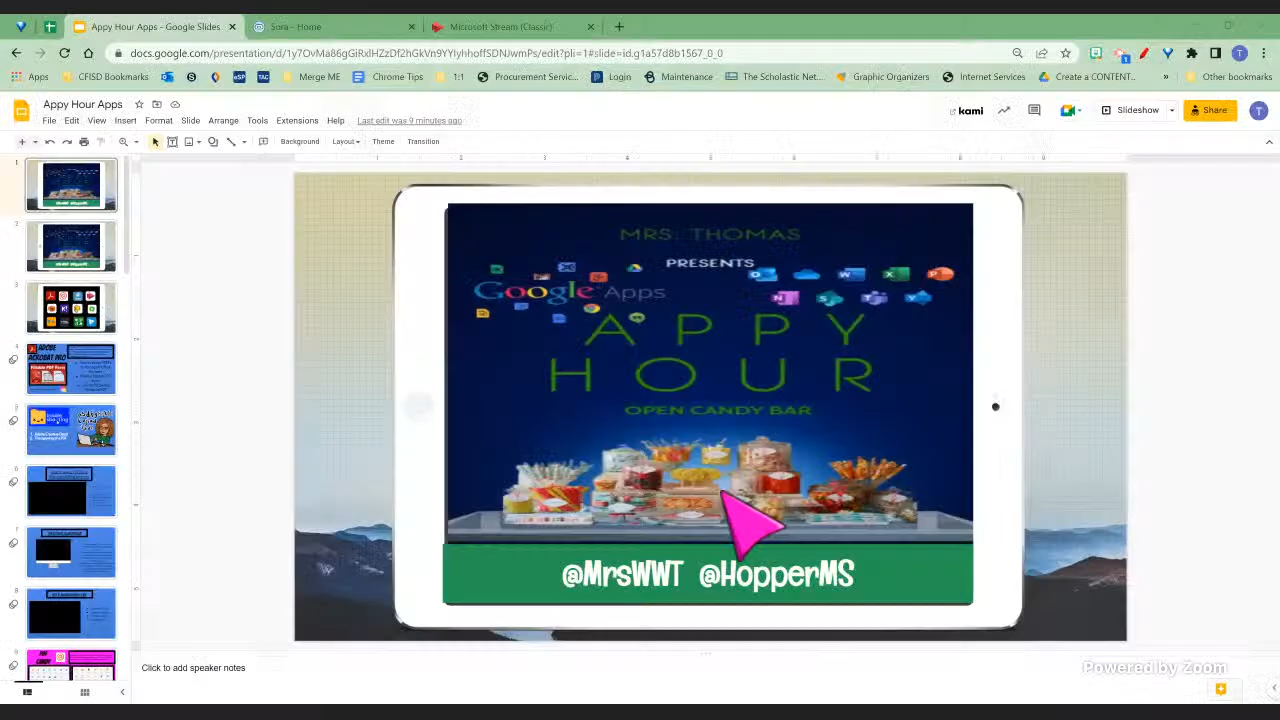 Appy Hour Apps - Google Slides
Sora - Home
Microsoft Stream (Classic)
docs.google.com/presentation/d/1y7OvMa86gGiRxIHZzDf2hGkVn9YYIyhhoffSDNJwmPs/edit?pli=1#slide=id.g1a57d8b1567_0_0
Apps
CFISD Bookmarks
Merge ME
Chrome Tips
1:1
Procurement Servic...
Login
Maintenance
The Scholastic Net...
Graphic Organizers
Internet Services
Create a CONTENT...
Other bookmarks
Appy Hour Apps
kami
Slideshow
Share
File Edit View Insert Format Slide Arrange Tools Extensions Help Last edit was 9 minutes ago
Background Layout Theme Transition
MRS. THOMAS
PRESENTS
Google Apps
APPY
HOUR
OPEN CANDY BAR
@MrsWWT @HopperMS
Click to add speaker notes
Powered by Zoom